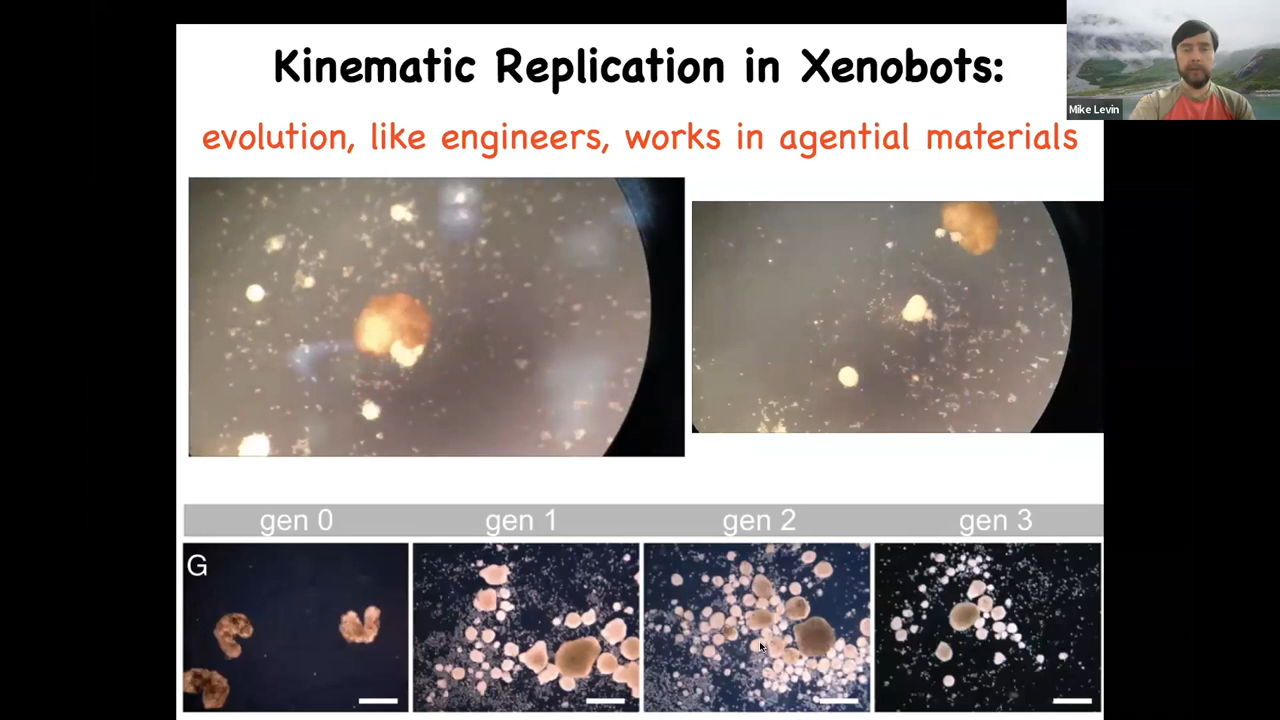 Kinematic Replication in Xenobots:
Mike Levin
evolution, like engineers, works in agential materials
gen 0
gen 1
gen 2
gen 3
G